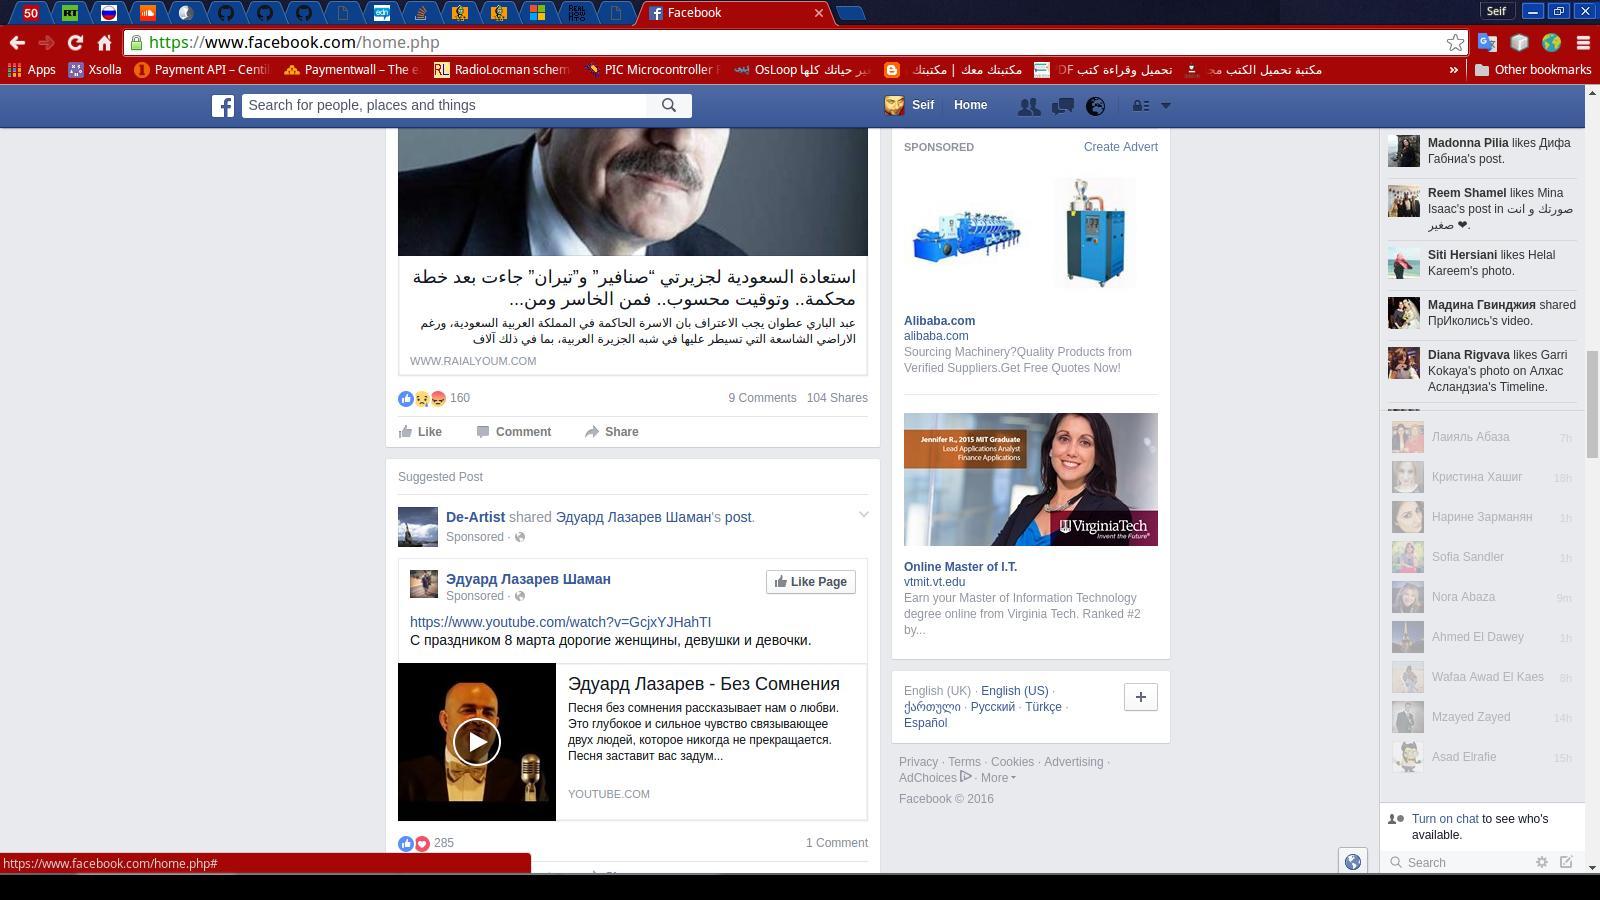 50
RT
edn
REAL HOW TO
Facebook
Seif
https://www.facebook.com/home.php
Apps
Xsolla
Payment API – Centi
Paymentwall – The e
RL RadioLocman schem
PIC Microcontroller F
OsLoop غير حياتك كلها
مكتبتك معك | مكتبتك
تحميل وقراءة كتب DF
مكتبة تحميل الكتب مج
»
Other bookmarks
Search for people, places and things
Seif
Home
استعادة السعودية لجزيرتي “صنافير” و”تيران” جاءت بعد خطة
محكمة.. وتوقيت محسوب.. فمن الخاسر ومن...
عبد الباري عطوان يجب الاعتراف بان الاسرة الحاكمة في المملكة العربية السعودية، ورغم
الاراضي الشاسعة التي تسيطر عليها في شبه الجزيرة العربية، بما في ذلك آلاف
WWW.RAIALYOUM.COM
160
9 Comments 104 Shares
Like Comment Share
Suggested Post
De-Artist shared Эдуард Лазарев Шаман's post.
Sponsored ·
Эдуард Лазарев Шаман
Sponsored ·
Like Page
https://www.youtube.com/watch?v=GcjxYJHahTI
С праздником 8 марта дорогие женщины, девушки и девочки.
Эдуард Лазарев - Без Сомнения
Песня без сомнения рассказывает нам о любви.
Это глубокое и сильное чувство связывающее
двух людей, которое никогда не прекращается.
Песня заставит вас задум...
YOUTUBE.COM
285
1 Comment
https://www.facebook.com/home.php#
SPONSORED
Create Advert
Alibaba.com
alibaba.com
Sourcing Machinery?Quality Products from
Verified Suppliers.Get Free Quotes Now!
Jennifer R., 2015 MIT Graduate
Lead Applications Analyst
Finance Applications
VirginiaTech
Invent the Future
Online Master of I.T.
vtmit.vt.edu
Earn your Master of Information Technology
degree online from Virginia Tech. Ranked #2
by...
English (UK) · English (US) ·
ქართული · Русский · Türkçe ·
Español
Privacy · Terms · Cookies · Advertising ·
AdChoices · More
Facebook © 2016
Madonna Pilia likes Дифа
Габниа's post.
Reem Shamel likes Mina
Isaac's post in صورتك و انت
صغير ❤.
Siti Hersiani likes Helal
Kareem's photo.
Мадина Гвинджия shared
ПрИколись's video.
Diana Rigvava likes Garri
Kokaya's photo on Алхас
Асландзиа's Timeline.
Лаияль Абаза 7h
Кристина Хашиг 18h
Нарине Зарманян 1h
Sofia Sandler 1h
Nora Abaza 9m
Ahmed El Dawey 1h
Wafaa Awad El Kaes 8h
Mzayed Zayed 14h
Asad Elrafie 15h
Turn on chat to see who's
available.
Search